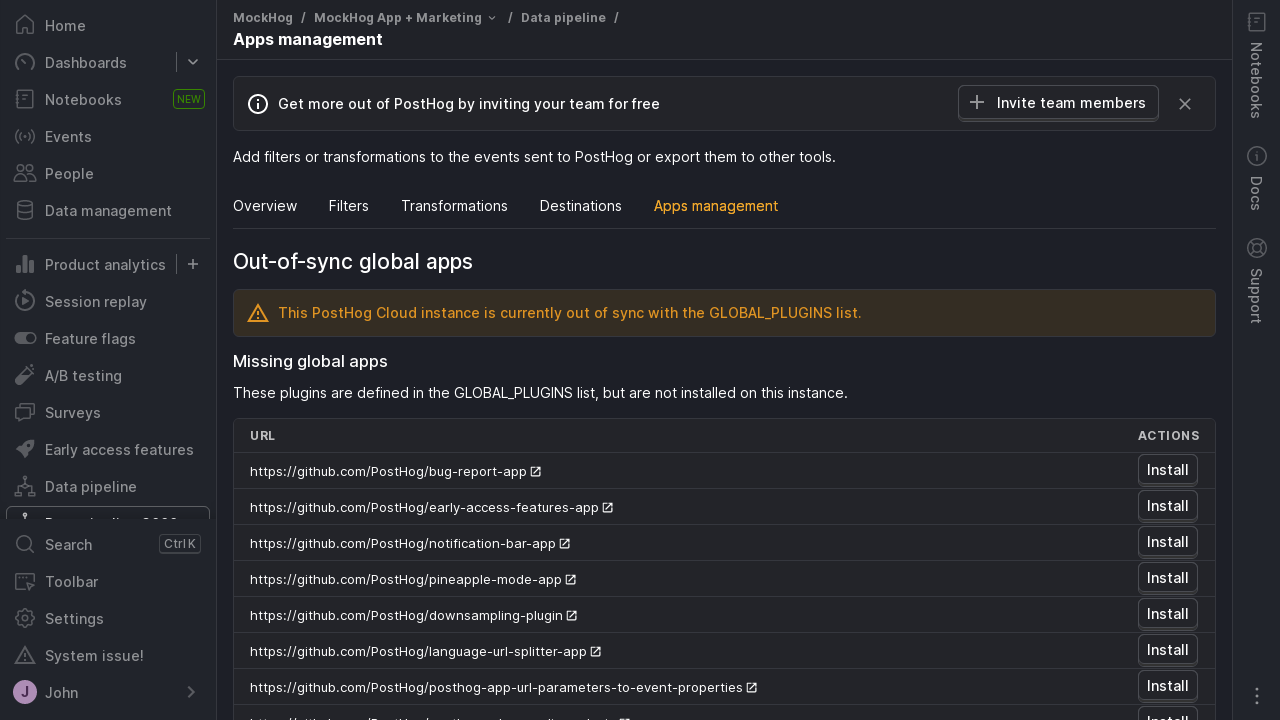 Home
Dashboards
Notebooks
NEW
Events
People
Data management
Product analytics
Session replay
Feature flags
A/B testing
Surveys
Early access features
Data pipeline
Search
Ctrl K
Toolbar
Settings
System issue!
J
John
MockHog / MockHog App + Marketing / Data pipeline /
Apps management
Get more out of PostHog by inviting your team for free
Invite team members
Add filters or transformations to the events sent to PostHog or export them to other tools.
Overview Filters Transformations Destinations Apps management
Out-of-sync global apps
This PostHog Cloud instance is currently out of sync with the GLOBAL_PLUGINS list.
Missing global apps
These plugins are defined in the GLOBAL_PLUGINS list, but are not installed on this instance.
URL ACTIONS
https://github.com/PostHog/bug-report-app Install
https://github.com/PostHog/early-access-features-app Install
https://github.com/PostHog/notification-bar-app Install
https://github.com/PostHog/pineapple-mode-app Install
https://github.com/PostHog/downsampling-plugin Install
https://github.com/PostHog/language-url-splitter-app Install
https://github.com/PostHog/posthog-app-url-parameters-to-event-properties Install
Install
Notebooks
Docs
Support